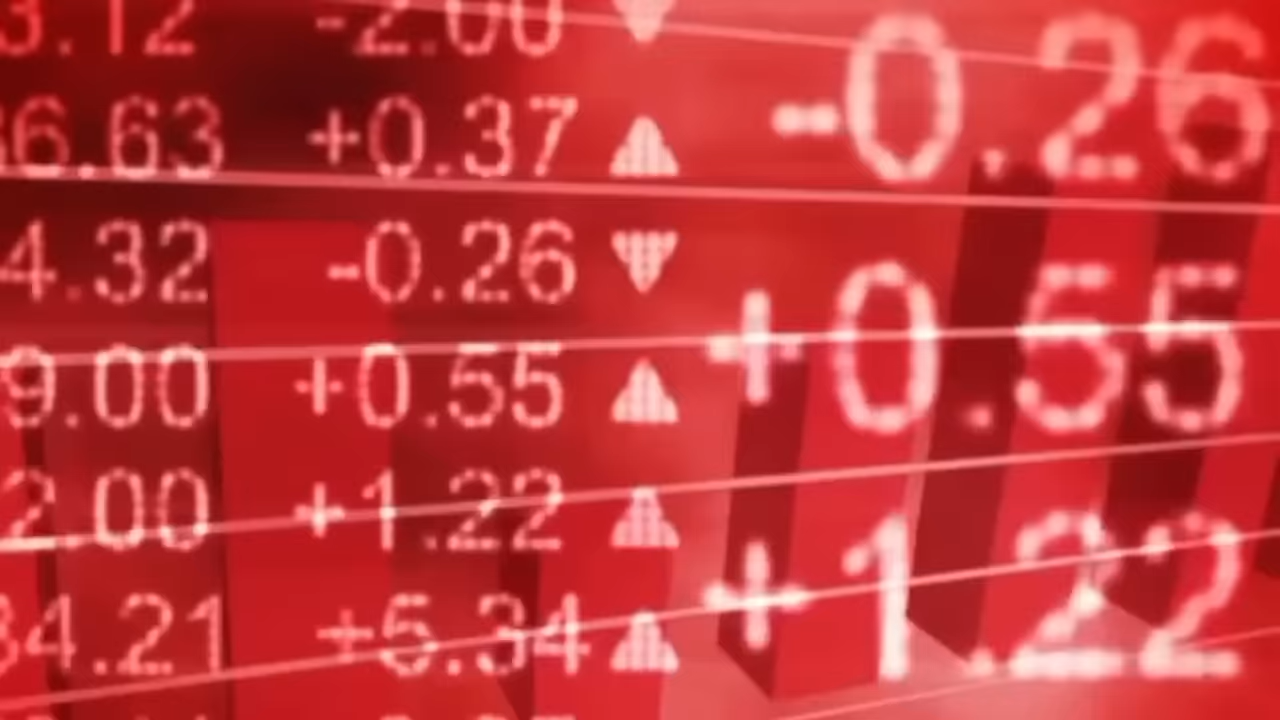 3.12 -2.00 ▼
6.63 +0.37 ▲ -0.26
4.32 -0.26 ▼
9.00 +0.55 ▲ +0.55
2.00 +1.22 ▲
34.21 +5.34 ▲ +1.22